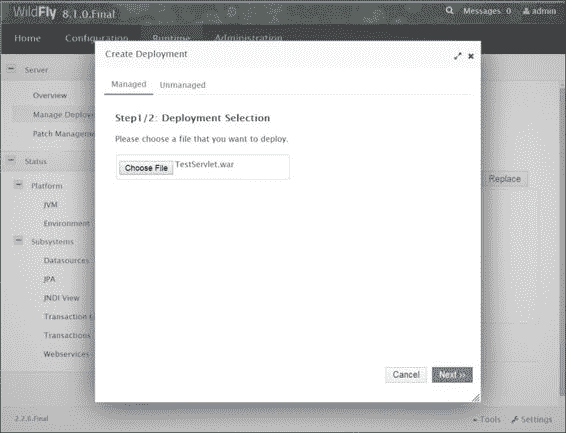 WildFly 8.1.0.Final Messages: 0 admin
Home Configuration Runtime Administration
Create Deployment
Server
Managed Unmanaged
Overview
Manage Deploy
Patch Manageme
Step1/2: Deployment Selection
Please choose a file that you want to deploy.
Choose File TestServlet.war
Replace
Status
Platform
JVM
Environment
Subsystems
Datasources
JPA
JNDI View
Transaction L
Transactions
Webservices
Cancel Next >>
2.2.6.Final Tools Settings